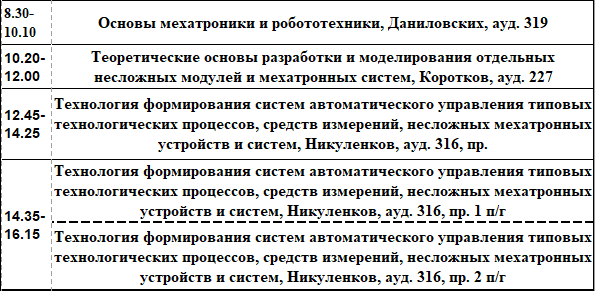 8.30-
10.10
Основы мехатроники и робототехники, Даниловских, ауд. 319
10.20-
12.00
Теоретические основы разработки и моделирования отдельных
несложных модулей и мехатронных систем, Коротков, ауд. 227
12.45-
14.25
Технология формирования систем автоматического управления типовых
технологических процессов, средств измерений, несложных мехатронных
устройств и систем, Никуленков, ауд. 316, пр.
14.35-
16.15
Технология формирования систем автоматического управления типовых
технологических процессов, средств измерений, несложных мехатронных
устройств и систем, Никуленков, ауд. 316, пр. 1 п/г
Технология формирования систем автоматического управления типовых
технологических процессов, средств измерений, несложных мехатронных
устройств и систем, Никуленков, ауд. 316, пр. 2 п/г